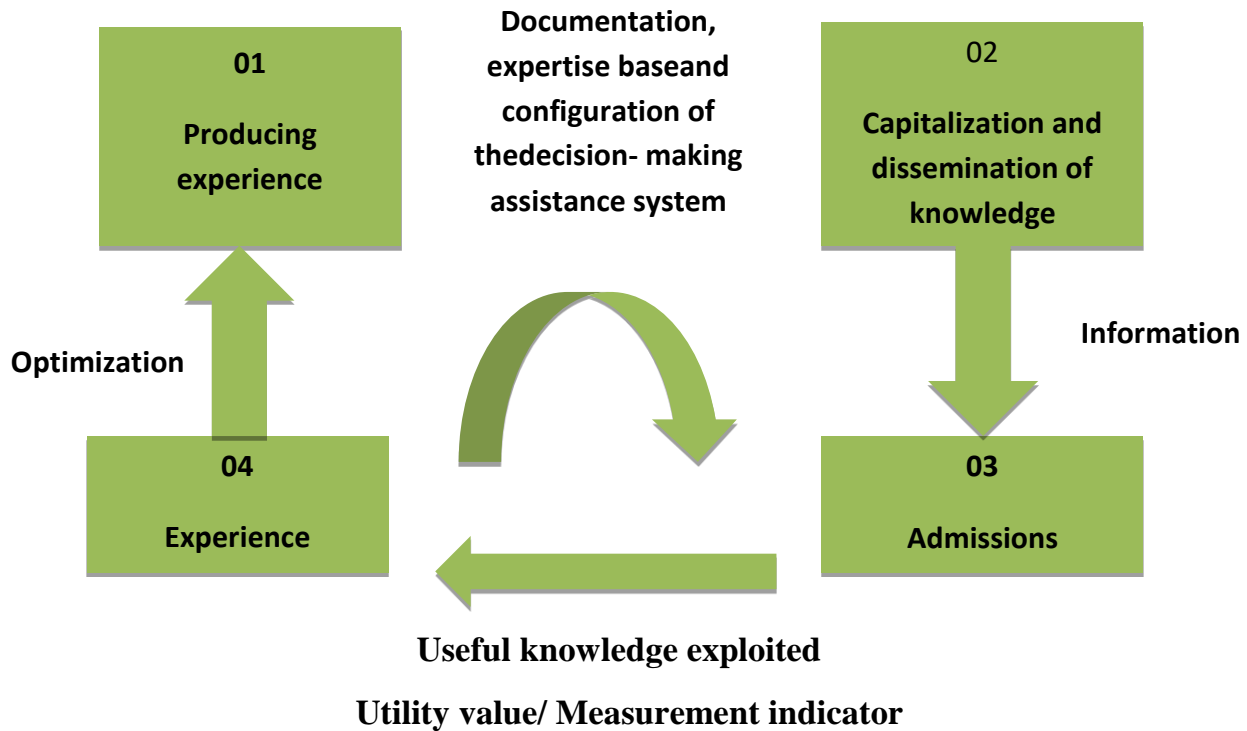 01
Producing
experience
Documentation,
expertise baseand
configuration of
thedecision- making
assistance system
02
Capitalization and
dissemination of
knowledge
Optimization
Information
04
Experience
03
Admissions
Useful knowledge exploited
Utility value/ Measurement indicator